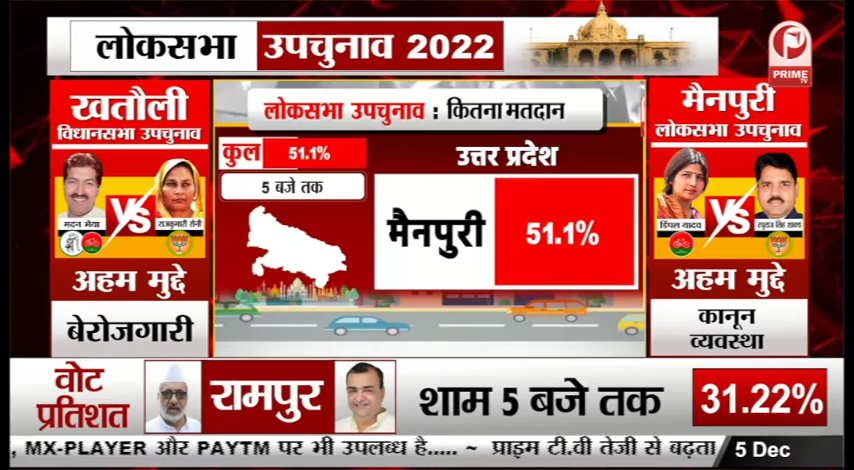 लोकसभा उपचुनाव 2022
PRIME TV
खतौली
विधानसभा उपचुनाव
मदन भैया
VS
राजकुमारी सैनी
अहम मुद्दे
बेरोजगारी
लोकसभा उपचुनाव : कितना मतदान
कुल 51.1%
5 बजे तक
उत्तर प्रदेश
मैनपुरी 51.1%
मैनपुरी
लोकसभा उपचुनाव
डिंपल यादव
VS
रघुराज सिंह शाक्य
अहम मुद्दे
कानून
व्यवस्था
वोट
प्रतिशत
रामपुर
शाम 5 बजे तक
31.22%
, MX-PLAYER और PAYTM पर भी उपलब्ध है..... ~ प्राइम टी.वी तेजी से बढ़ता
5 Dec